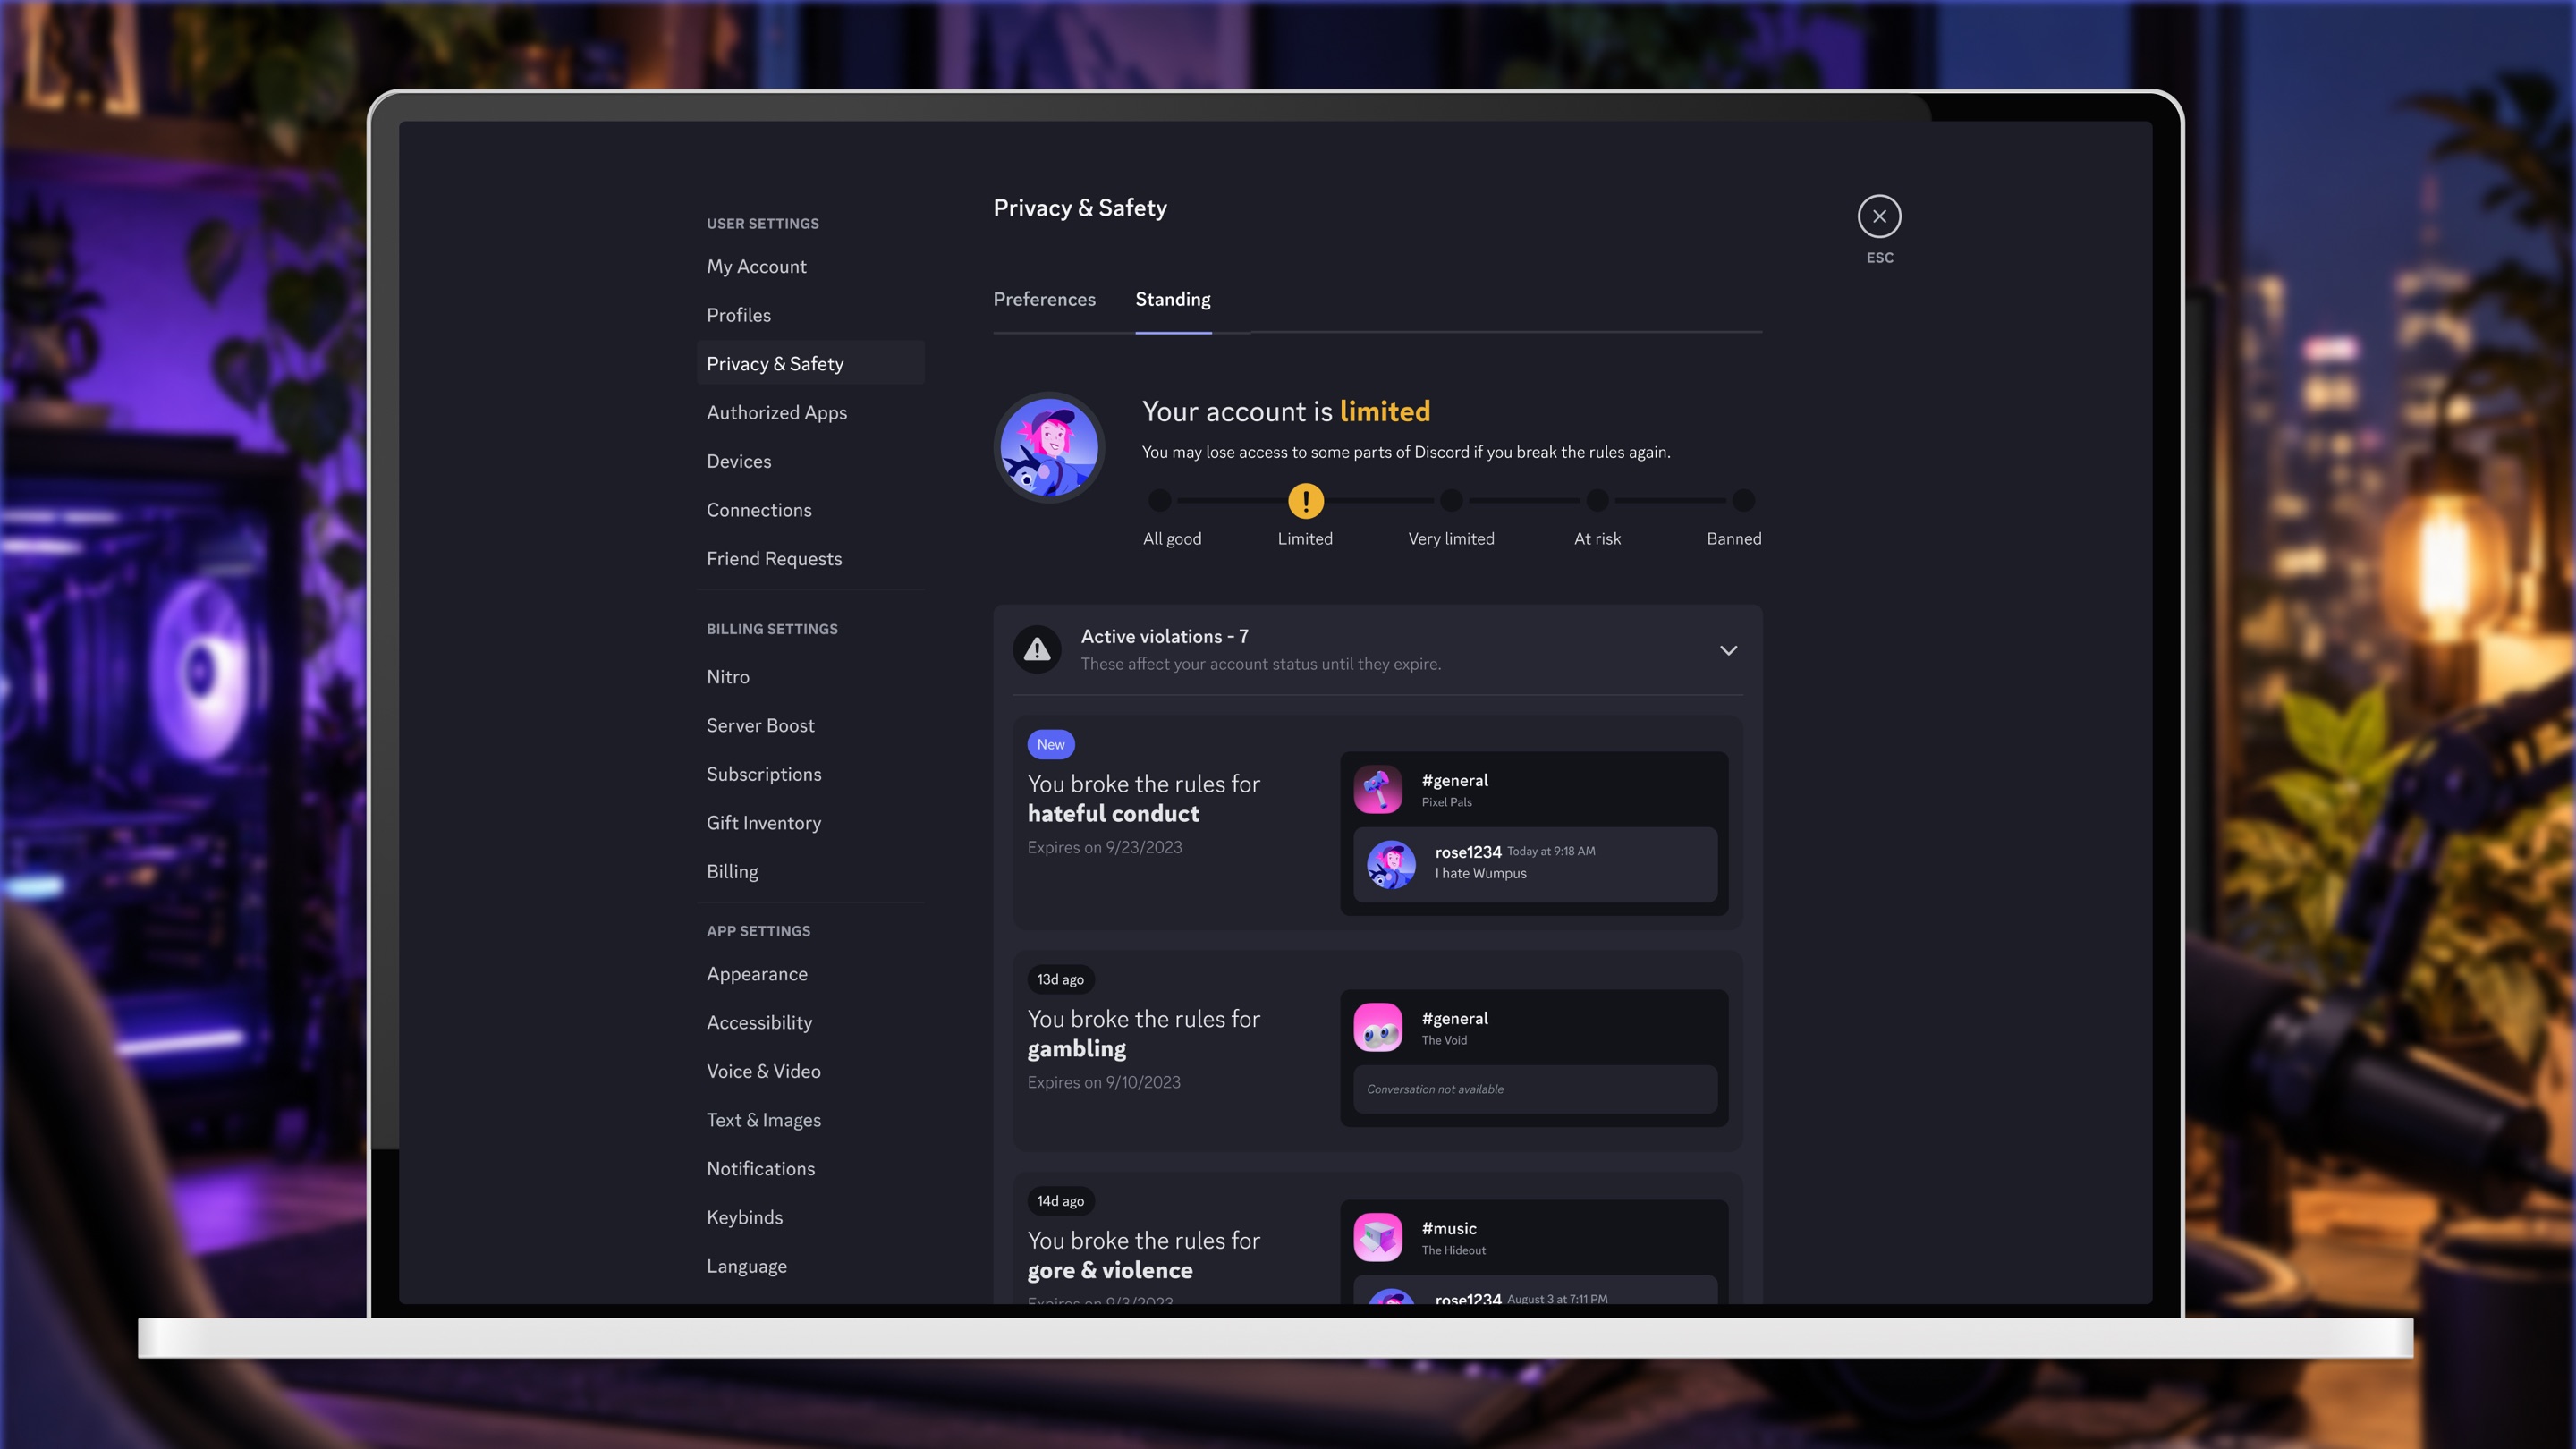 USER SETTINGS
My Account
Profiles
Privacy & Safety
Authorized Apps
Devices
Connections
Friend Requests
BILLING SETTINGS
Nitro
Server Boost
Subscriptions
Gift Inventory
Billing
APP SETTINGS
Appearance
Accessibility
Voice & Video
Text & Images
Notifications
Keybinds
Language
Privacy & Safety
ESC
Preferences
Standing
Your account is limited
You may lose access to some parts of Discord if you break the rules again.
All good
Limited
Very limited
At risk
Banned
Active violations - 7
These affect your account status until they expire.
New
You broke the rules for
hateful conduct
Expires on 9/23/2023
#general
Pixel Pals
rose1234 Today at 9:18 AM
I hate Wumpus
13d ago
You broke the rules for
gambling
Expires on 9/10/2023
#general
The Void
Conversation not available
14d ago
You broke the rules for
gore & violence
Expires on 9/3/2023
#music
The Hideout
rose1234 August 3 at 7:11 PM